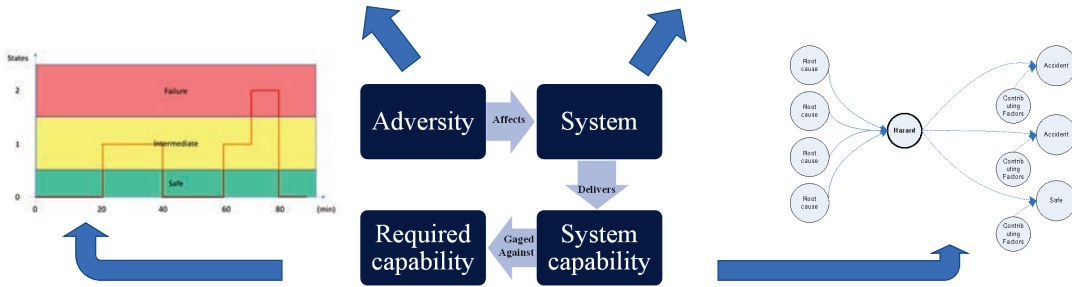 States
2
Failure
1
Intermediate
Safe
0
0
20
40
60
80
(min)
Adversity
Affects
System
Delivers
Required
capability
Gaged
Against
System
capability
Root
cause
Root
cause
Root
cause
Root
cause
Hazard
Accident
Contrib
uting
Factors
Accident
Contrib
uting
Factors
Safe
Contrib
uting
Factors